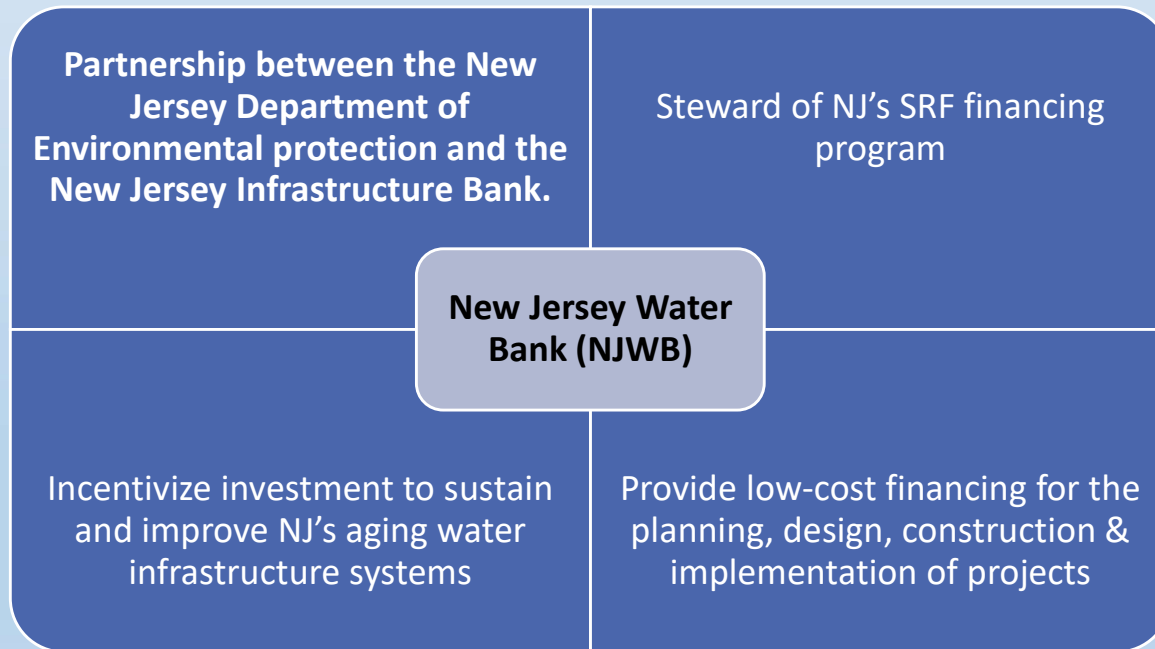 Partnership between the New
Jersey Department of
Environmental protection and the
New Jersey Infrastructure Bank.
Steward of NJ’s SRF financing
program
New Jersey Water
Bank (NJWB)
Incentivize investment to sustain
and improve NJ’s aging water
infrastructure systems
Provide low-cost financing for the
planning, design, construction &
implementation of projects